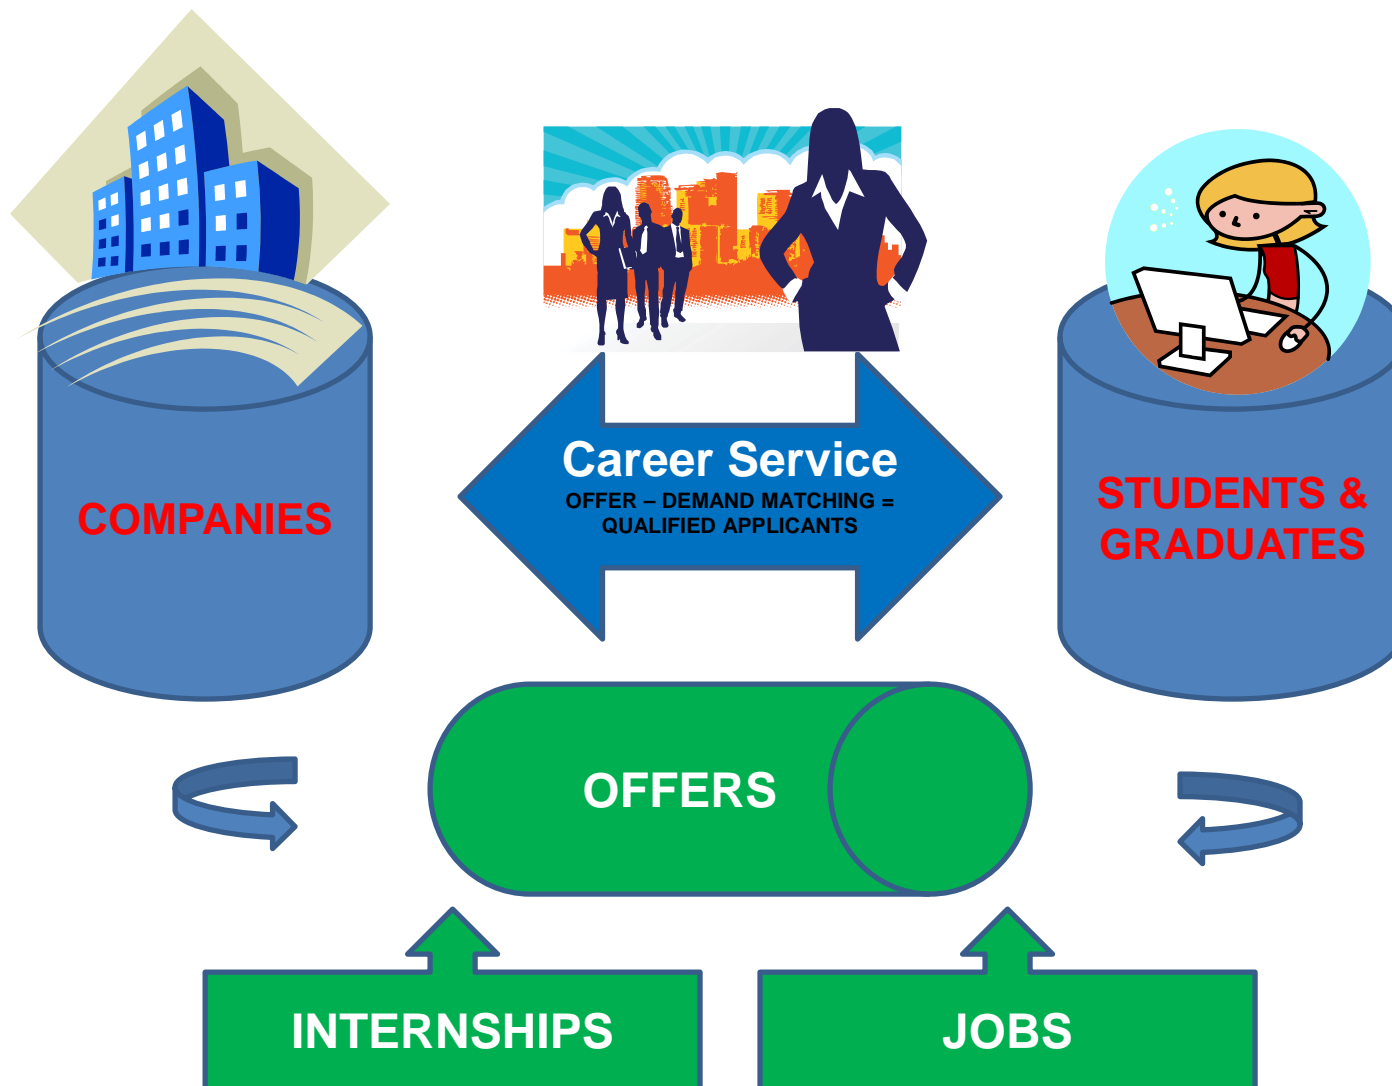 COMPANIES
Career Service
OFFER – DEMAND MATCHING =
QUALIFIED APPLICANTS
STUDENTS &
GRADUATES
OFFERS
INTERNSHIPS
JOBS